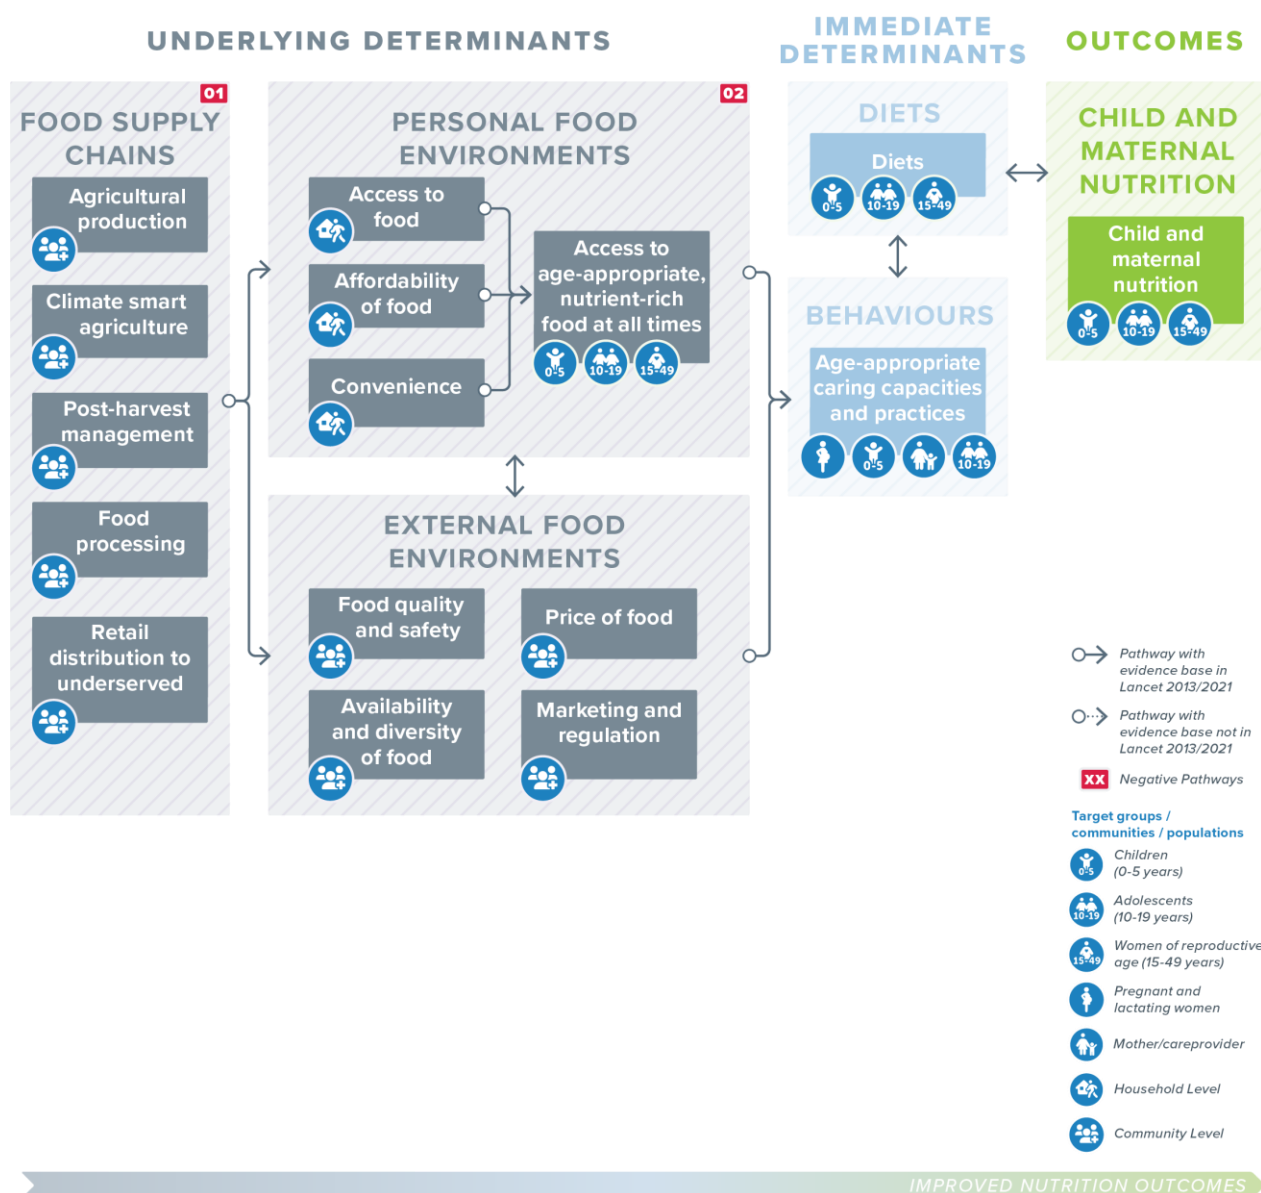 UNDERLYING DETERMINANTS
IMMEDIATE
DETERMINANTS
OUTCOMES
01
FOOD SUPPLY
CHAINS
Agricultural
production
Climate smart
agriculture
Post-harvest
management
Food
processing
Retail
distribution to
underserved
02
PERSONAL FOOD
ENVIRONMENTS
Access to
food
Affordability
of food
Convenience
Access to
age-appropriate,
nutrient-rich
food at all times
0-5
10-19
15-49
EXTERNAL FOOD
ENVIRONMENTS
Food quality
and safety
Price of food
Availability
and diversity
of food
Marketing and
regulation
DIETS
Diets
0-5
10-19
15-49
BEHAVIOURS
Age-appropriate
caring capacities
and practices
0-5
10-19
CHILD AND
MATERNAL
NUTRITION
Child and
maternal
nutrition
0-5
10-19
15-49
Pathway with
evidence base in
Lancet 2013/2021
Pathway with
evidence base not in
Lancet 2013/2021
XX
Negative Pathways
Target groups /
communities / populations
0-5
Children
(0-5 years)
10-19
Adolescents
(10-19 years)
15-49
Women of reproductive
age (15-49 years)
Pregnant and
lactating women
Mother/careprovider
Household Level
Community Level
IMPROVED NUTRITION OUTCOMES